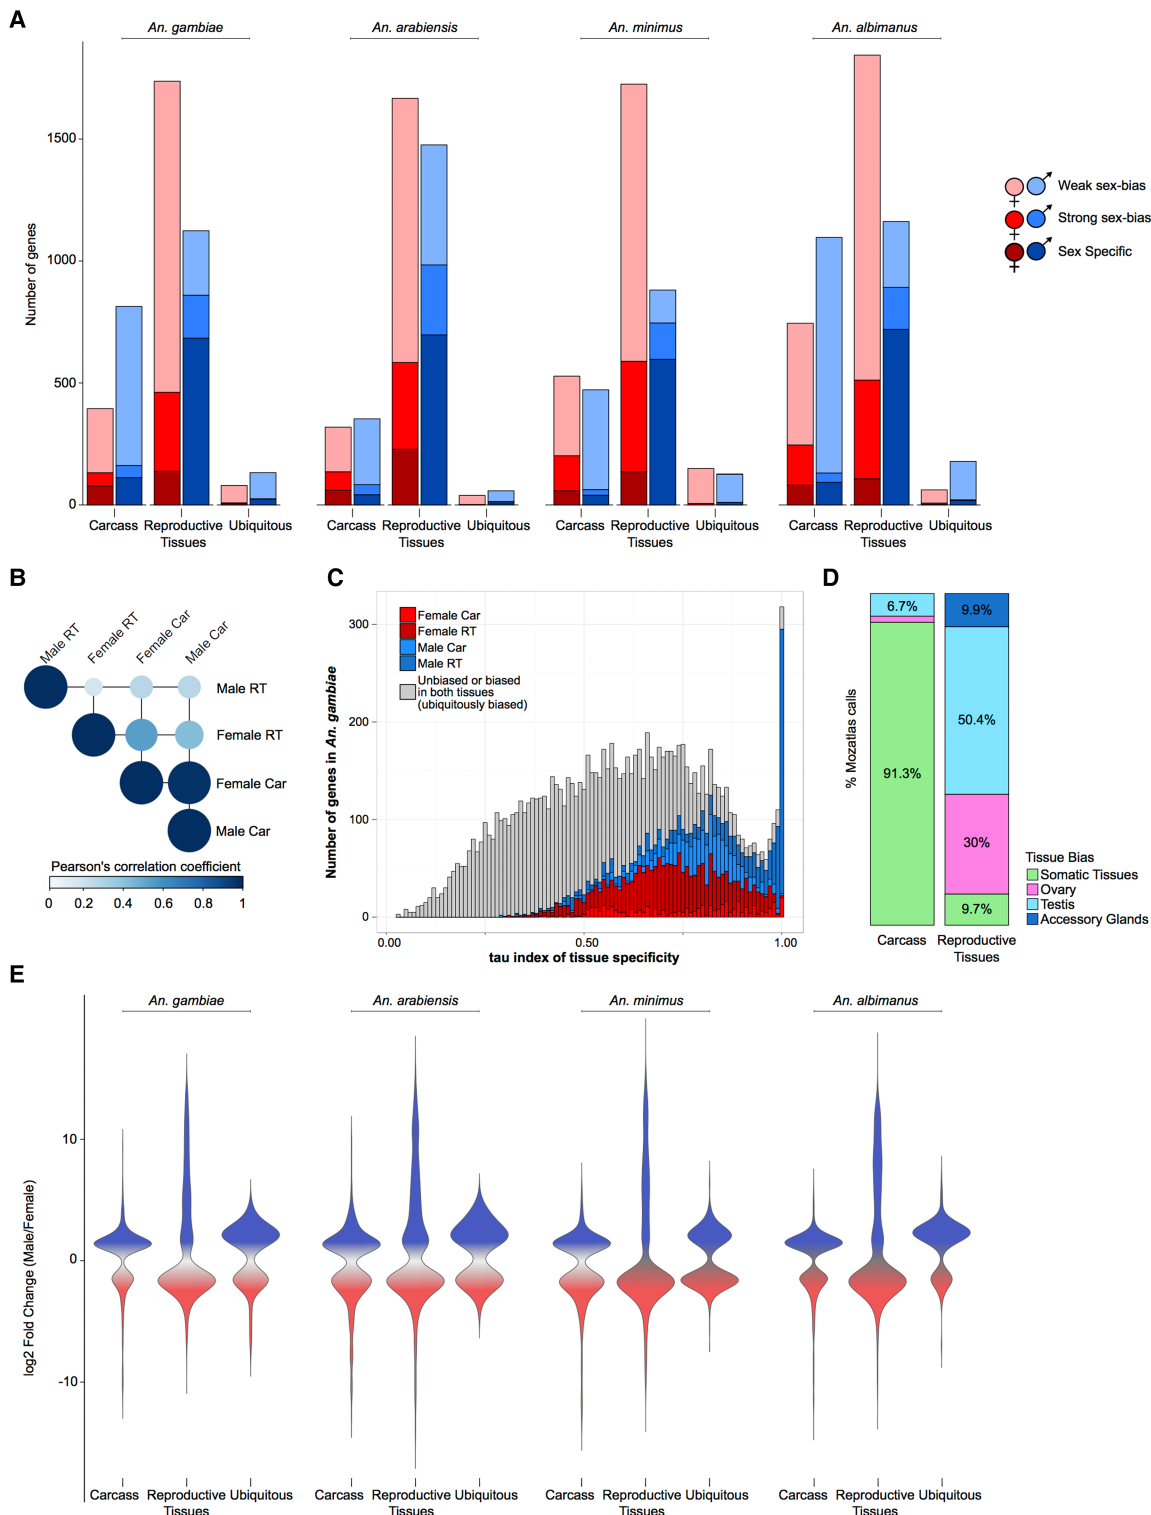 A
An. gambiae
An. arabiensis
An. minimus
An. albimanus
Number of genes
1500
1000
500
0
Carcass Reproductive Tissues Ubiquitous
Carcass Reproductive Tissues Ubiquitous
Carcass Reproductive Tissues Ubiquitous
Carcass Reproductive Tissues Ubiquitous
Weak sex-bias
Strong sex-bias
Sex Specific
B
Male RT
Female RT
Female Car
Male Car
Male RT
Female RT
Female Car
Male Car
Pearson's correlation coefficient
0 0.2 0.4 0.6 0.8 1
C
Number of genes in An. gambiae
300
200
100
0
Female Car
Female RT
Male Car
Male RT
Unbiased or biased
in both tissues
(ubiquitously biased)
0.00 0.50 1.00
tau index of tissue specificity
D
% Mozatlas calls
6.7%
91.3%
9.9%
50.4%
30%
9.7%
Carcass Reproductive
Tissues
Tissue Bias
Somatic Tissues
Ovary
Testis
Accessory Glands
E
An. gambiae
An. arabiensis
An. minimus
An. albimanus
log2 Fold Change (Male/Female)
10
0
-10
Carcass Reproductive Tissues Ubiquitous
Carcass Reproductive Tissues Ubiquitous
Carcass Reproductive Tissues Ubiquitous
Carcass Reproductive Tissues Ubiquitous